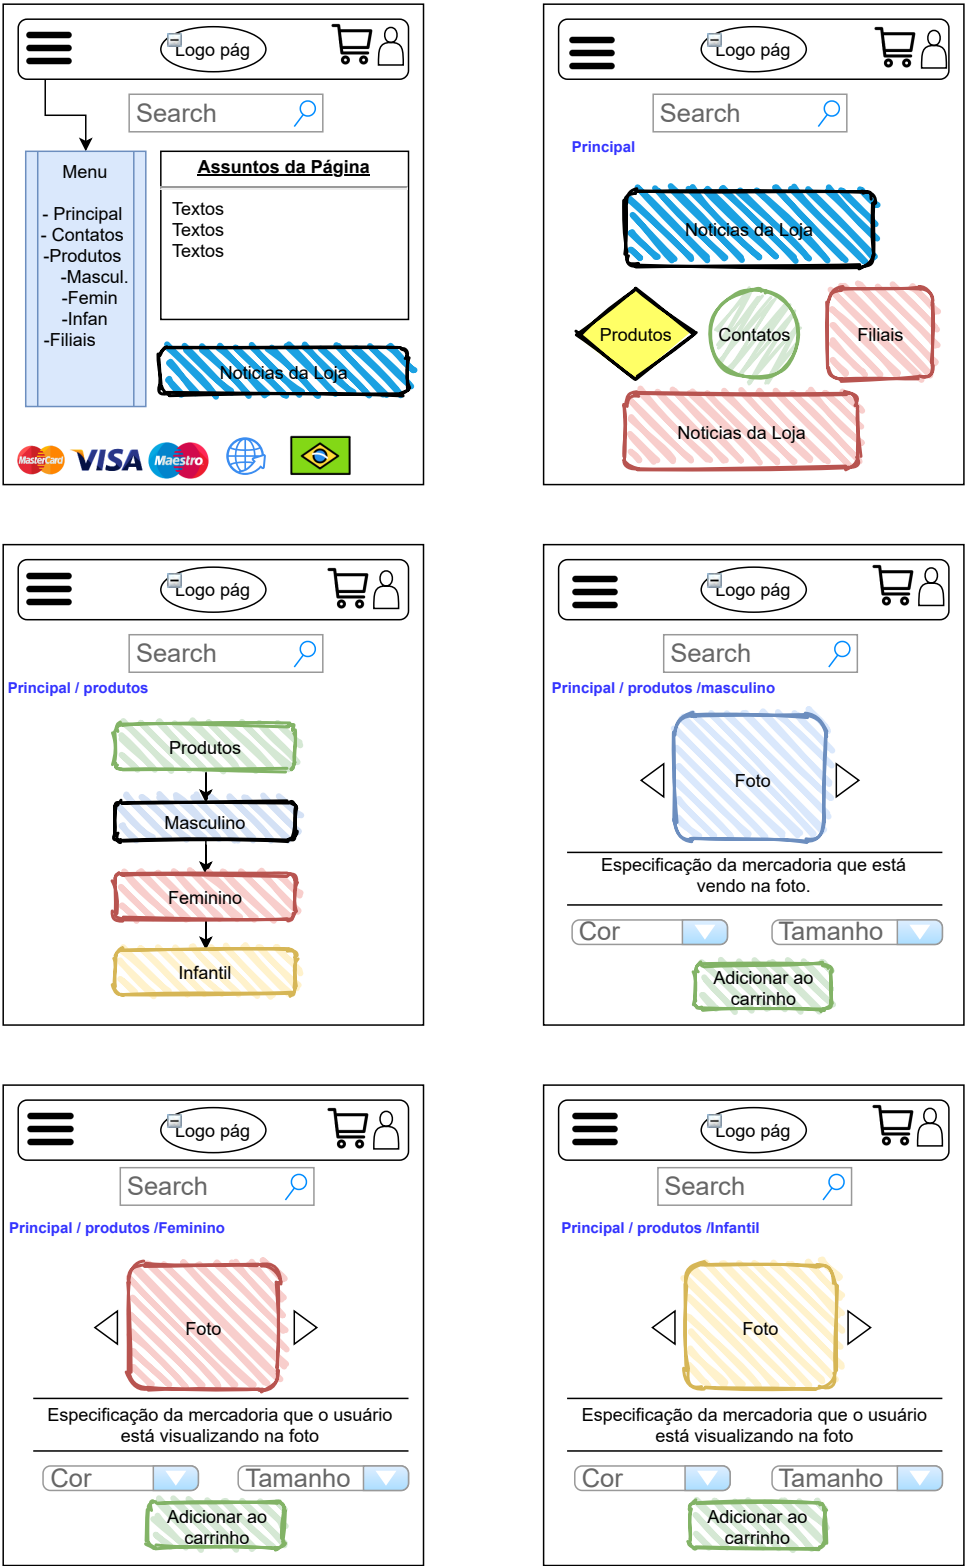 Logo pág
Search
Menu
- Principal
- Contatos
-Produtos
-Mascul.
-Femin
-Infan
-Filiais
Assuntos da Página
Textos
Textos
Textos
Noticias da Loja
MasterCard
VISA
Maestro
Logo pág
Search
Principal
Noticias da Loja
Produtos
Contatos
Filiais
Noticias da Loja
Logo pág
Search
Principal / produtos
Produtos
Masculino
Feminino
Infantil
Logo pág
Search
Principal / produtos /masculino
Foto
Especificação da mercadoria que está
vendo na foto.
Cor
Tamanho
Adicionar ao
carrinho
Logo pág
Search
Principal / produtos /Feminino
Foto
Especificação da mercadoria que o usuário
está visualizando na foto
Cor
Tamanho
Adicionar ao
carrinho
Logo pág
Search
Principal / produtos /Infantil
Foto
Especificação da mercadoria que o usuário
está visualizando na foto
Cor
Tamanho
Adicionar ao
carrinho